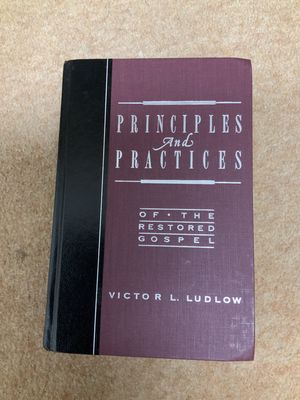 PRINCIPLES
And
PRACTICES
OF • THE
RESTORED
GOSPEL
VICTOR L. LUDLOW